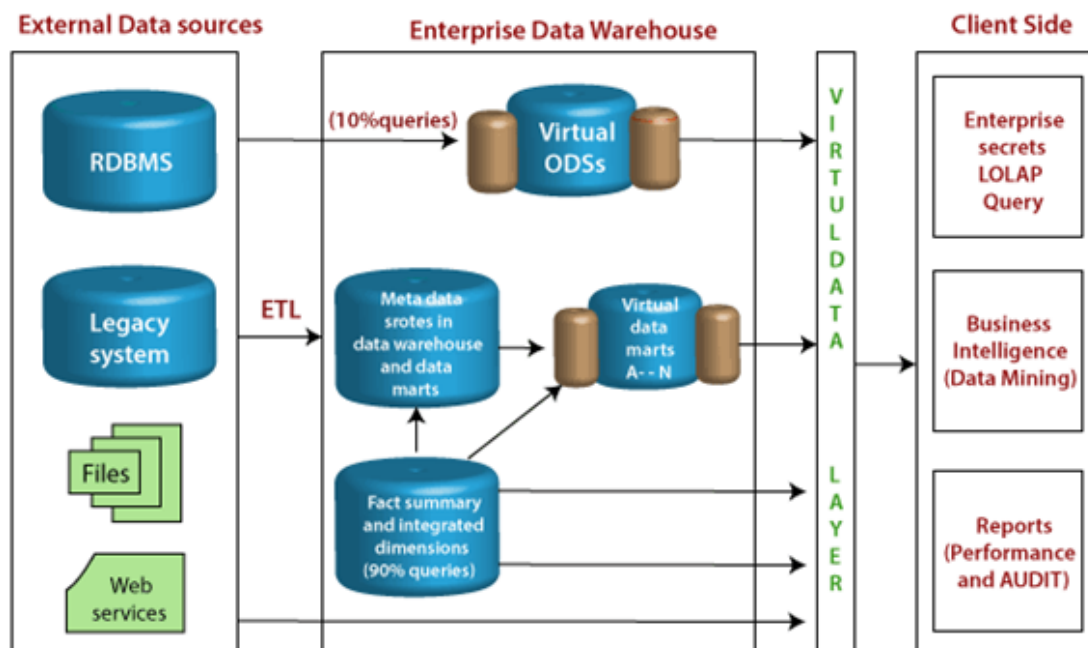 External Data sources
Enterprise Data Warehouse
Client Side
RDBMS
Legacy
system
Files
Web
services
(10%queries)
ETL
Virtual
ODSs
Meta data
srotes in
data warehouse
and data
marts
Virtual
data
marts
A- - N
Fact summary
and integrated
dimensions
(90% queries)
VIRTULDATA
LAYER
Enterprise
secrets
LOLAP
Query
Business
Intelligence
(Data Mining)
Reports
(Performance
and AUDIT)